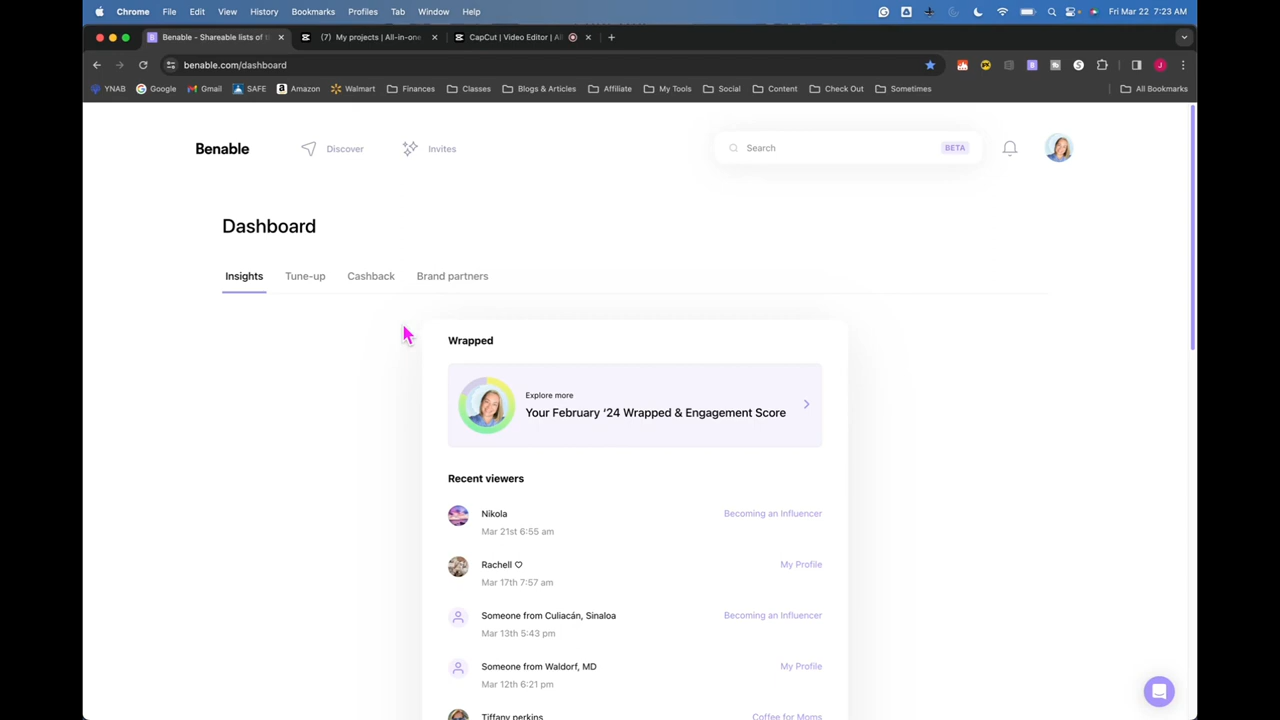 Chrome File Edit View History Bookmarks Profiles Tab Window Help Fri Mar 22 7:23 AM
Benable - Shareable lists of t (7) My projects | All-in-one CapCut | Video Editor | All
benable.com/dashboard
YNAB Google Gmail SAFE Amazon Walmart Finances Classes Blogs & Articles Affiliate My Tools Social Content Check Out Sometimes All Bookmarks
Benable Discover Invites Search BETA
Dashboard
Insights Tune-up Cashback Brand partners
Wrapped
Explore more
Your February ‘24 Wrapped & Engagement Score
Recent viewers
Nikola Becoming an Influencer
Mar 21st 6:55 am
Rachell My Profile
Mar 17th 7:57 am
Someone from Culiacán, Sinaloa Becoming an Influencer
Mar 13th 5:43 pm
Someone from Waldorf, MD My Profile
Mar 12th 6:21 pm
Tiffany perkins Coffee for Moms